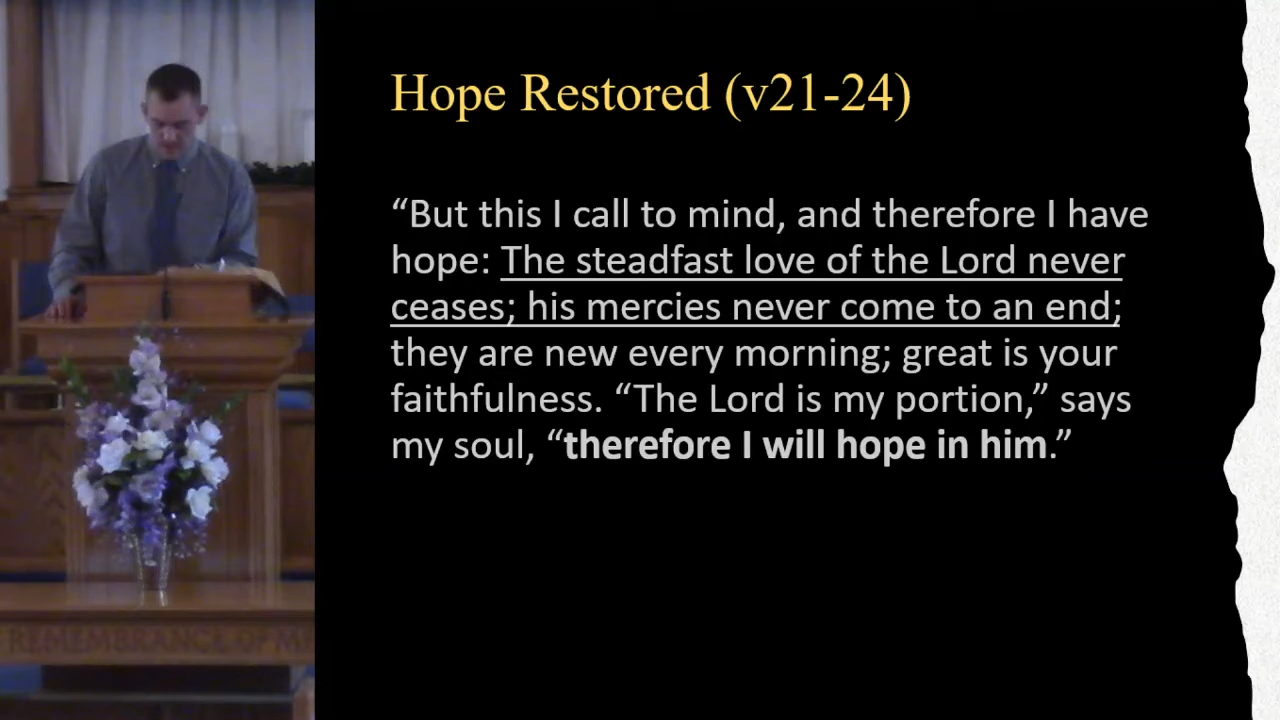 Hope Restored (v21-24)
“But this I call to mind, and therefore I have
hope: The steadfast love of the Lord never
ceases; his mercies never come to an end;
they are new every morning; great is your
faithfulness. “The Lord is my portion,” says
my soul, “therefore I will hope in him.”
REMEMBRANCE OF M